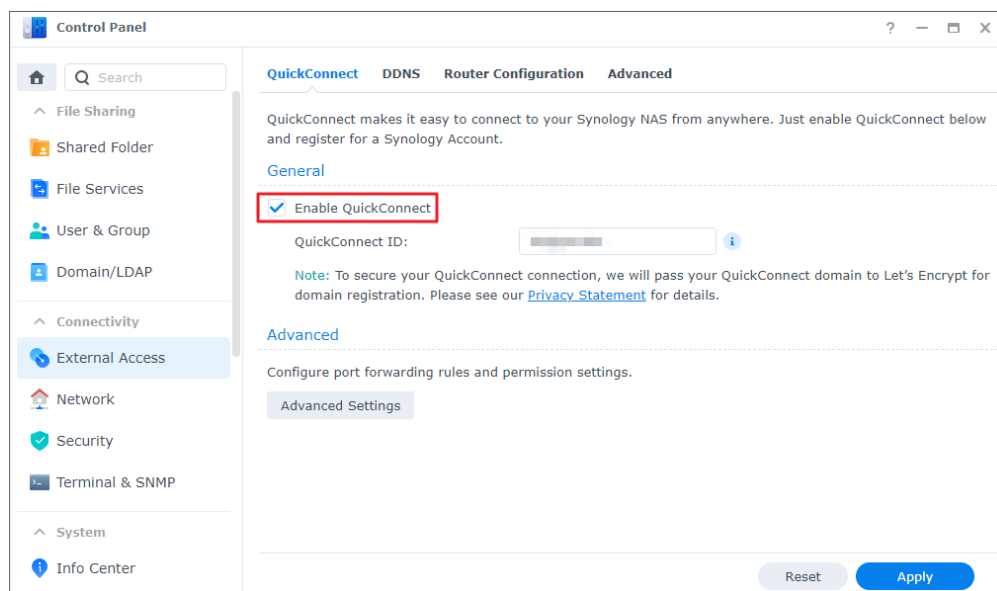 Control Panel
?
Search
File Sharing
Shared Folder
File Services
User & Group
Domain/LDAP
Connectivity
External Access
Network
Security
Terminal & SNMP
System
Info Center
QuickConnect DDNS Router Configuration Advanced
QuickConnect makes it easy to connect to your Synology NAS from anywhere. Just enable QuickConnect below
and register for a Synology Account.
General
Enable QuickConnect
QuickConnect ID:
Note: To secure your QuickConnect connection, we will pass your QuickConnect domain to Let's Encrypt for
domain registration. Please see our Privacy Statement for details.
Advanced
Configure port forwarding rules and permission settings.
Advanced Settings
Reset Apply